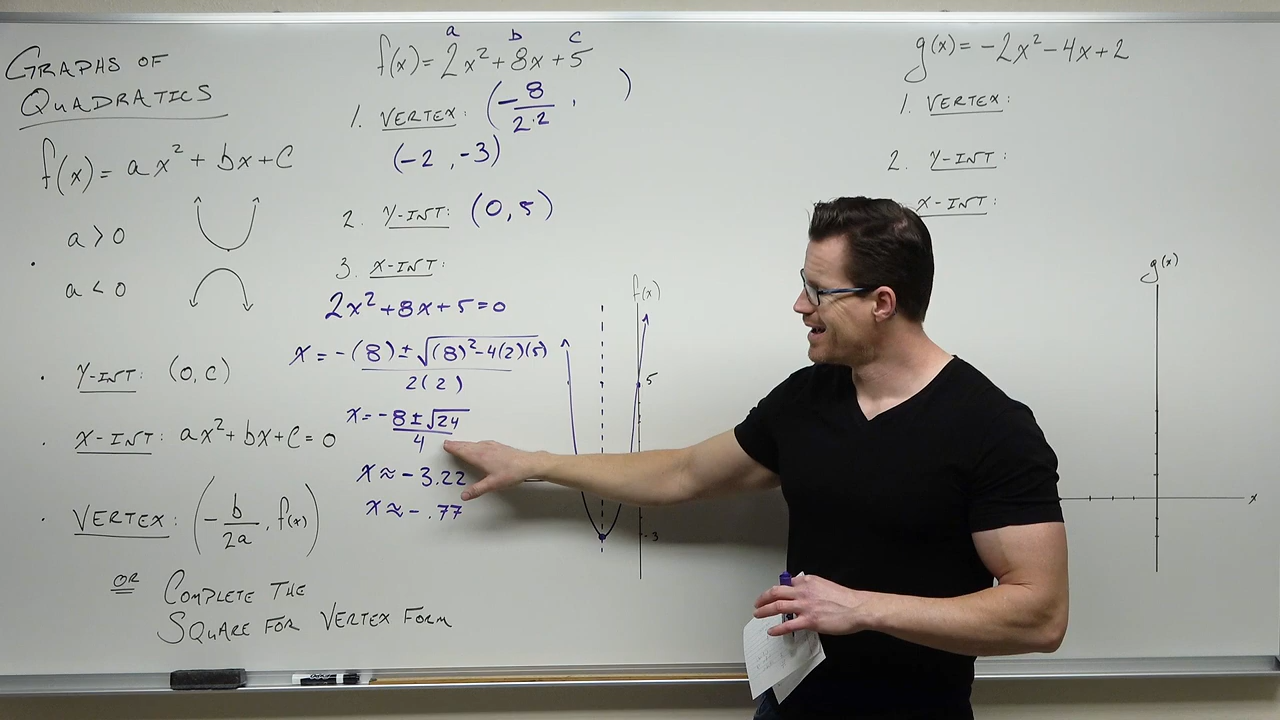 GRAPHS OF
QUADRATICS
f(x) = ax² + bx + c
a > 0
a < 0
Y-INT: (0, C)
X-INT: ax² + bx + c = 0
VERTEX: (-b/2a, f(x))
OR COMPLETE THE
SQUARE FOR VERTEX FORM
a b c
f(x) = 2x² + 8x + 5
1. VERTEX: (-8/2·2 , )
(-2, -3)
2. Y-INT: (0, 5)
3. X-INT:
2x² + 8x + 5 = 0
x = -(8) ± √(8)² - 4(2)(5) / 2(2)
x = -8 ± √24 / 4
x ≈ -3.22
x ≈ -.77
f(x)
5
-3
g(x) = -2x² - 4x + 2
1. VERTEX:
2. Y-INT:
X-INT:
g(x)
x
EXPO